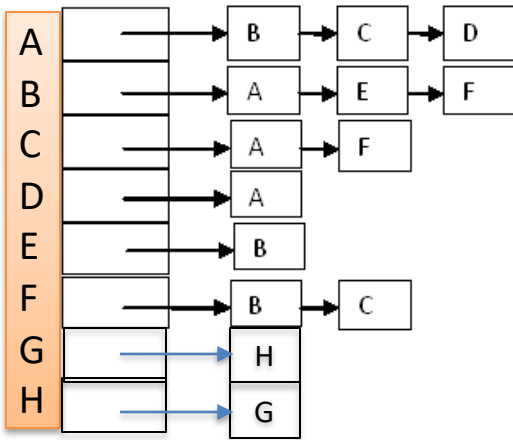 A B C D
B A E F
C A F
D A
E B
F B C
G H
H G